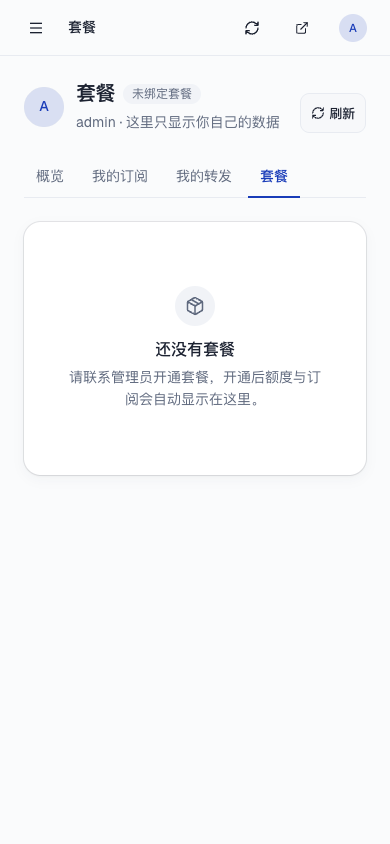 套餐
A
A
套餐
未绑定套餐
admin · 这里只显示你自己的数据
刷新
概览
我的订阅
我的转发
套餐
还没有套餐
请联系管理员开通套餐，开通后额度与订
阅会自动显示在这里。